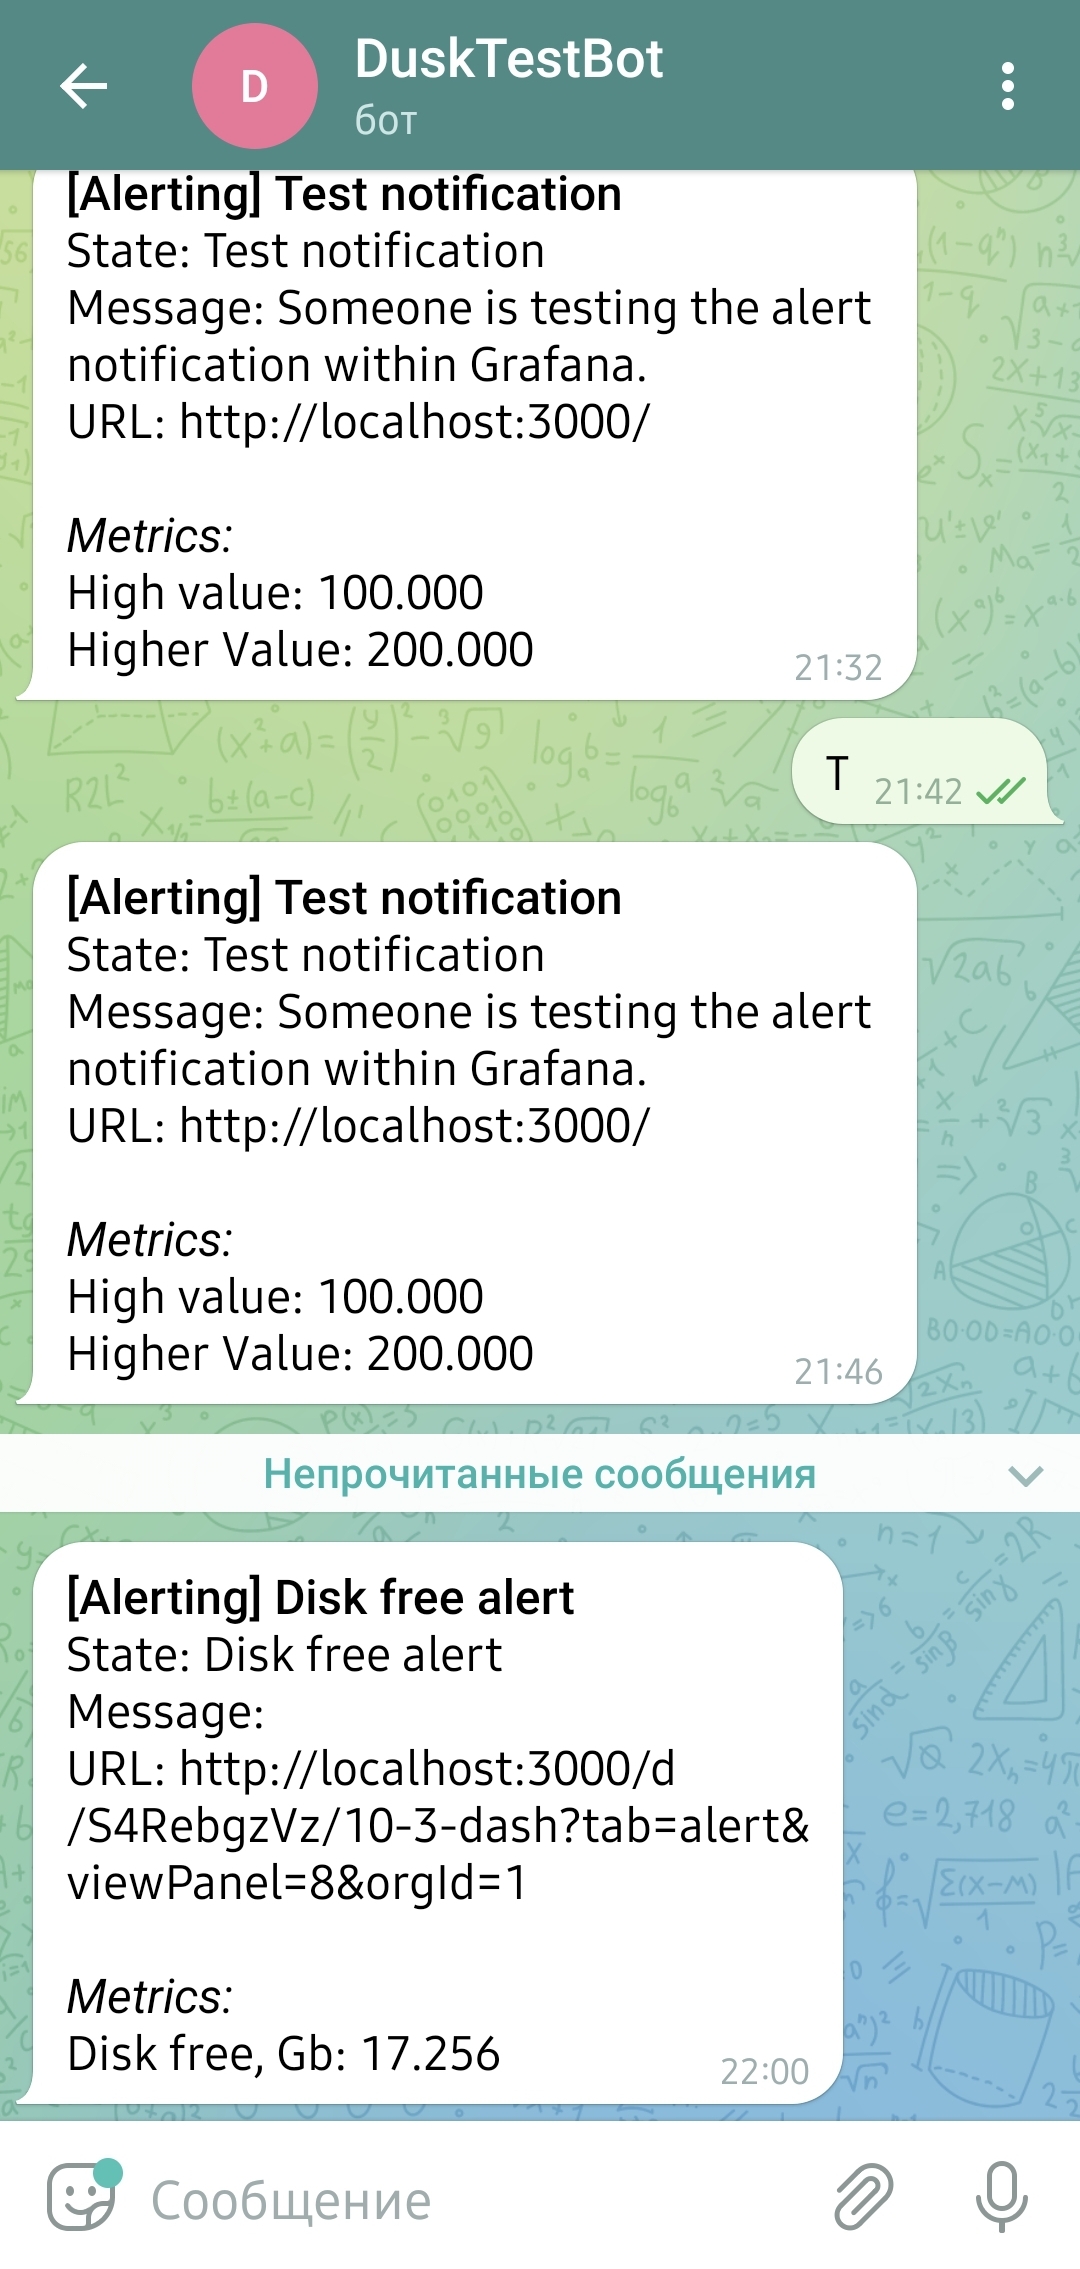 D
DuskTestBot
бот
[Alerting] Test notification
State: Test notification
Message: Someone is testing the alert
notification within Grafana.
URL: http://localhost:3000/
Metrics:
High value: 100.000
Higher Value: 200.000
21:32
T 21:42
[Alerting] Test notification
State: Test notification
Message: Someone is testing the alert
notification within Grafana.
URL: http://localhost:3000/
Metrics:
High value: 100.000
Higher Value: 200.000
21:46
Непрочитанные сообщения
[Alerting] Disk free alert
State: Disk free alert
Message:
URL: http://localhost:3000/d
/S4RebgzVz/10-3-dash?tab=alert&
viewPanel=8&orgId=1
Metrics:
Disk free, Gb: 17.256
22:00
Сообщение